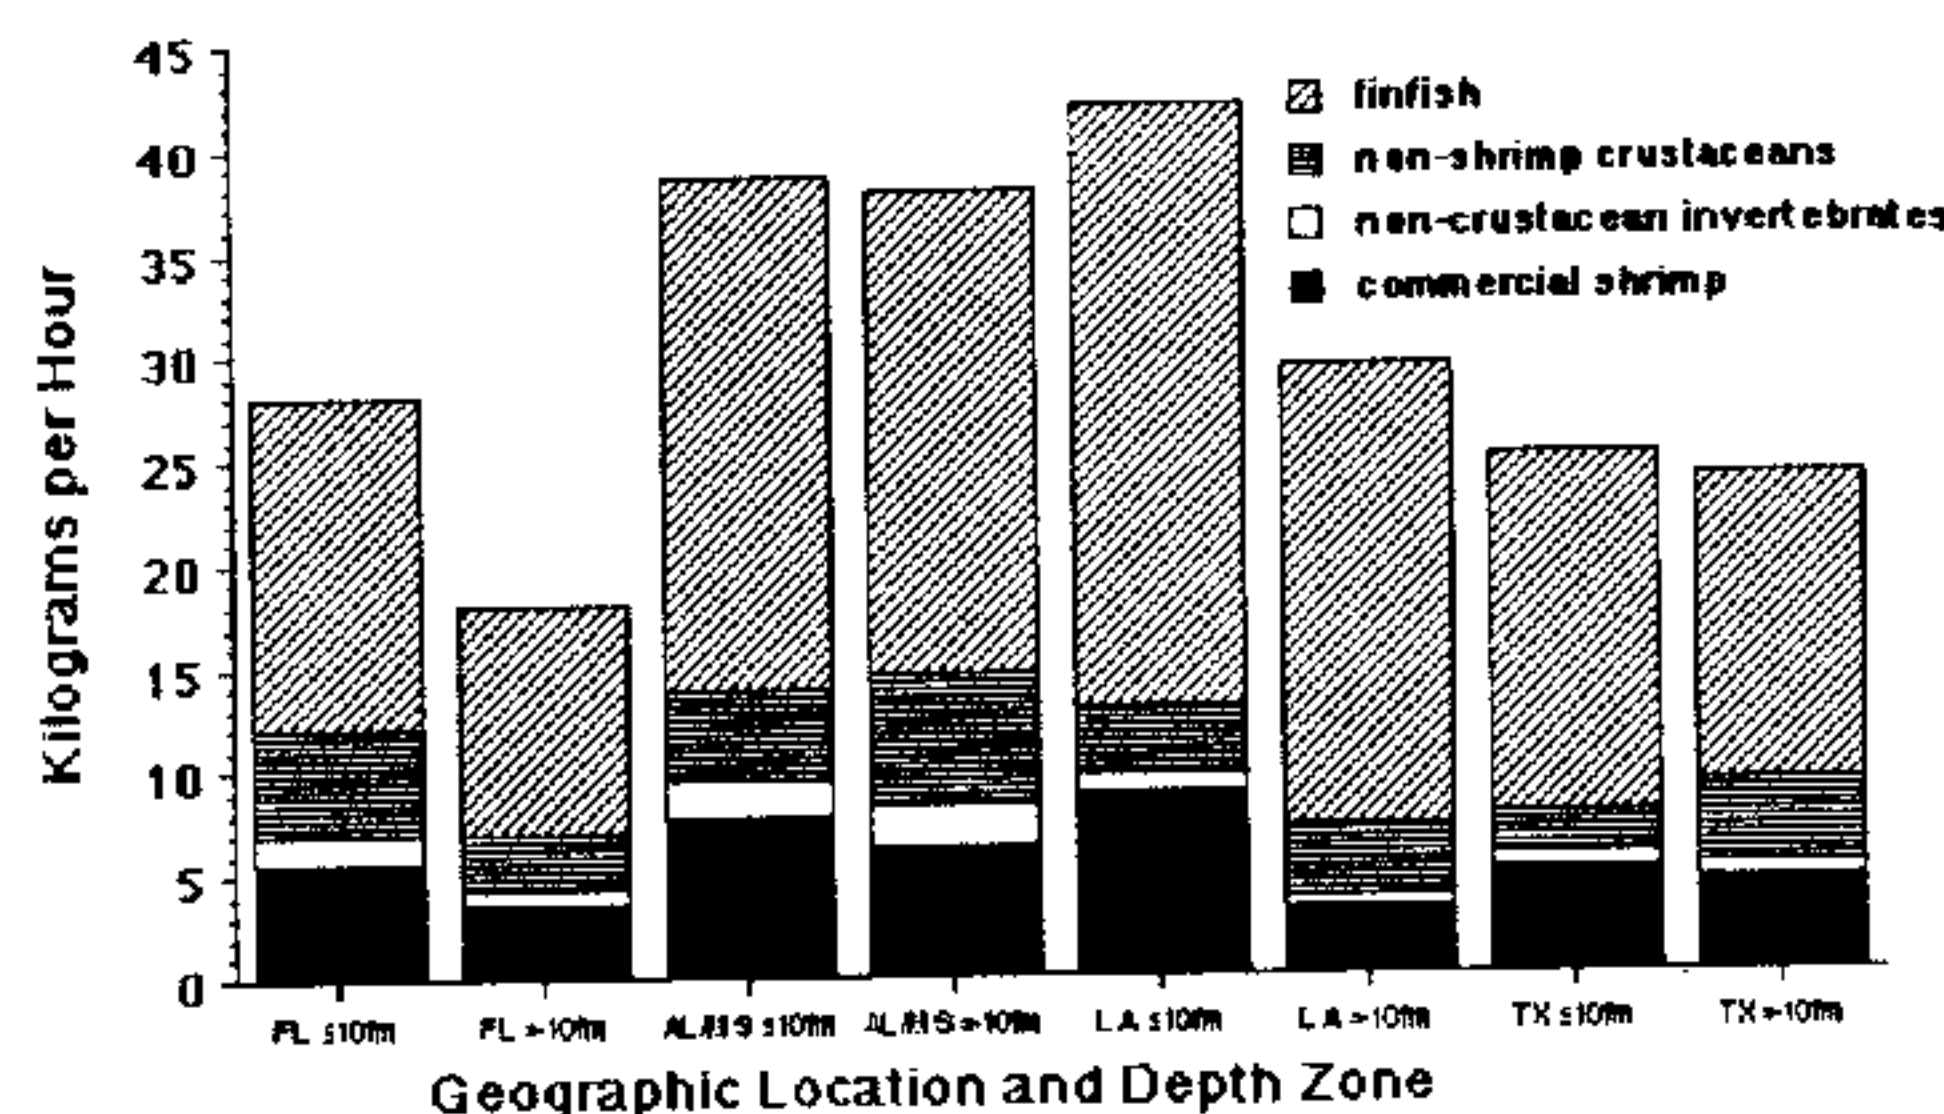 45
40
35
30
25
20
15
10
5
0
Kilograms per Hour
finfish
non-shrimp crustaceans
non-crustacean invertebrates
commercial shrimp
FL ≤10fm
FL >10fm
AL/MS ≤10fm
AL/MS >10fm
LA ≤10fm
LA >10fm
TX ≤10fm
TX >10fm
Geographic Location and Depth Zone